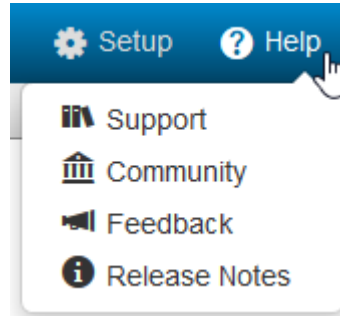 Setup Help
Support
Community
Feedback
Release Notes